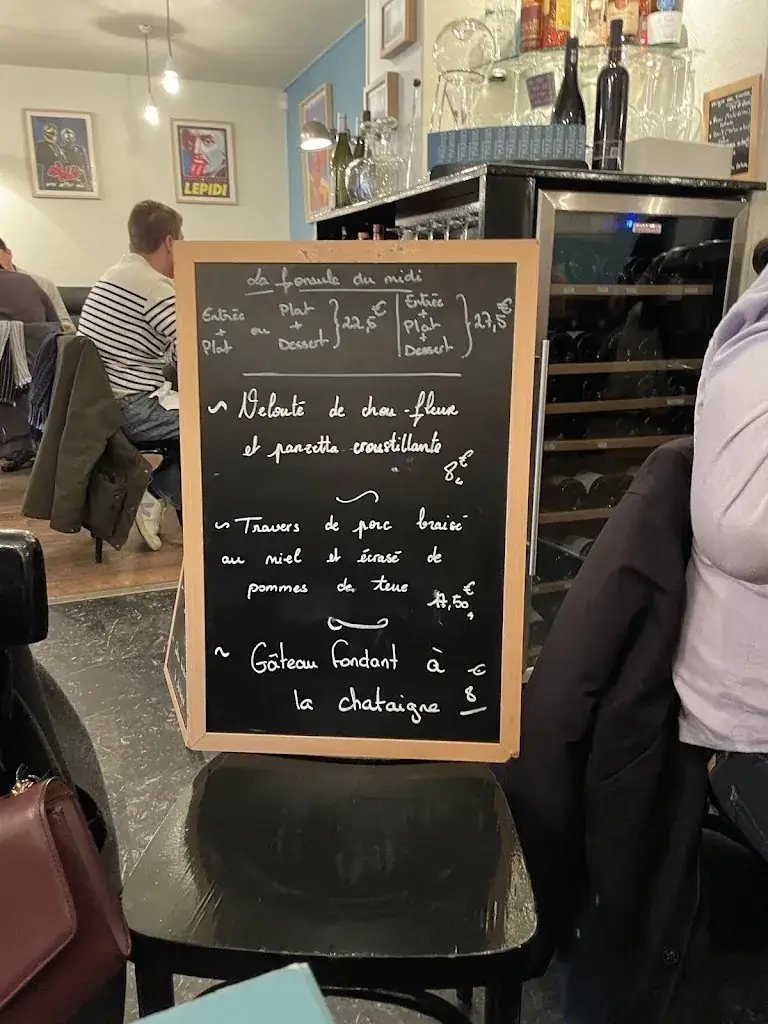 LEPIDI
La formule du midi
Entrée + Plat ou Plat + Dessert } 22,5€ | Entrée + Plat + Dessert } 27,5€
~ Velouté de chou-fleur
et panzetta croustillante
8€
~ Travers de porc braisé
au miel et écrasé de
pommes de terre 17,50€
~ Gâteau fondant à
la chataigne 8€